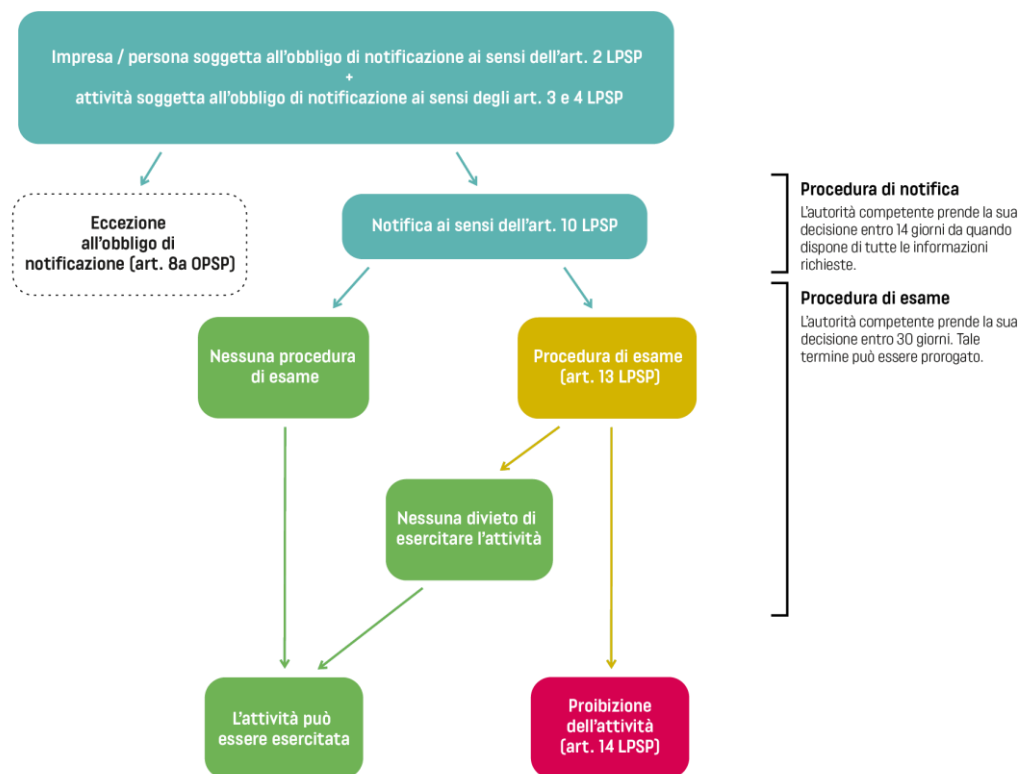 Impresa / persona soggetta all'obbligo di notificazione ai sensi dell'art. 2 LPSP
+
attività soggetta all'obbligo di notificazione ai sensi degli art. 3 e 4 LPSP
Eccezione
all'obbligo di
notificazione (art. 8a OPSP)
Notifica ai sensi dell'art. 10 LPSP
Procedura di notifica
L'autorità competente prende la sua
decisione entro 14 giorni da quando
dispone di tutte le informazioni
richieste.
Procedura di esame
L'autorità competente prende la sua
decisione entro 30 giorni. Tale
termine può essere prorogato.
Nessuna procedura
di esame
Procedura di esame
(art. 13 LPSP)
Nessuna divieto di
esercitare l'attività
L'attività può
essere esercitata
Proibizione
dell'attività
(art. 14 LPSP)